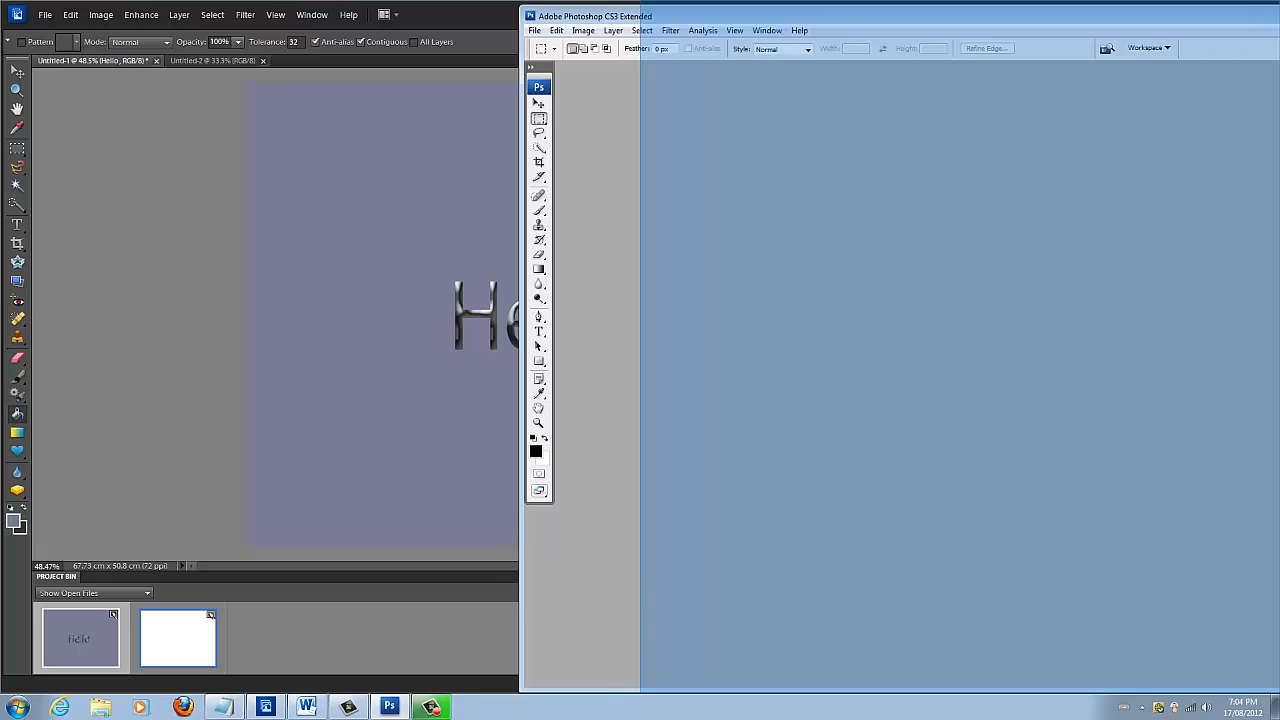 File Edit Image Enhance Layer Select Filter View Window Help
Pattern Mode: Normal Opacity: 100% Tolerance: 32 Anti-alias Contiguous All Layers
Untitled-1 @ 48.5% (Hello, RGB/8) * × Untitled-2 @ 33.3% (RGB/8) ×
Ps Adobe Photoshop CS3 Extended
File Edit Image Layer Select Filter Analysis View Window Help
Feather: 0 px Anti-alias Style: Normal Width: Height: Refine Edge... Workspace
Ps
T
T
He
48.47% 67.73 cm x 50.8 cm (72 ppi)
PROJECT BIN
Show Open Files
Hello
W Ps
7:04 PM
17/08/2012